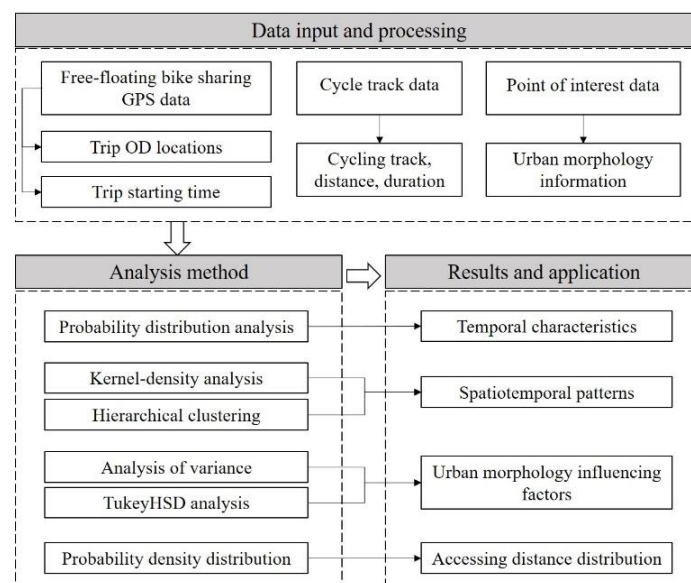 Data input and processing
Free-floating bike sharing
GPS data
Trip OD locations
Trip starting time
Cycle track data
Cycling track,
distance, duration
Point of interest data
Urban morphology
information
Analysis method
Probability distribution analysis
Kernel-density analysis
Hierarchical clustering
Analysis of variance
TukeyHSD analysis
Probability density distribution
Results and application
Temporal characteristics
Spatiotemporal patterns
Urban morphology influencing
factors
Accessing distance distribution